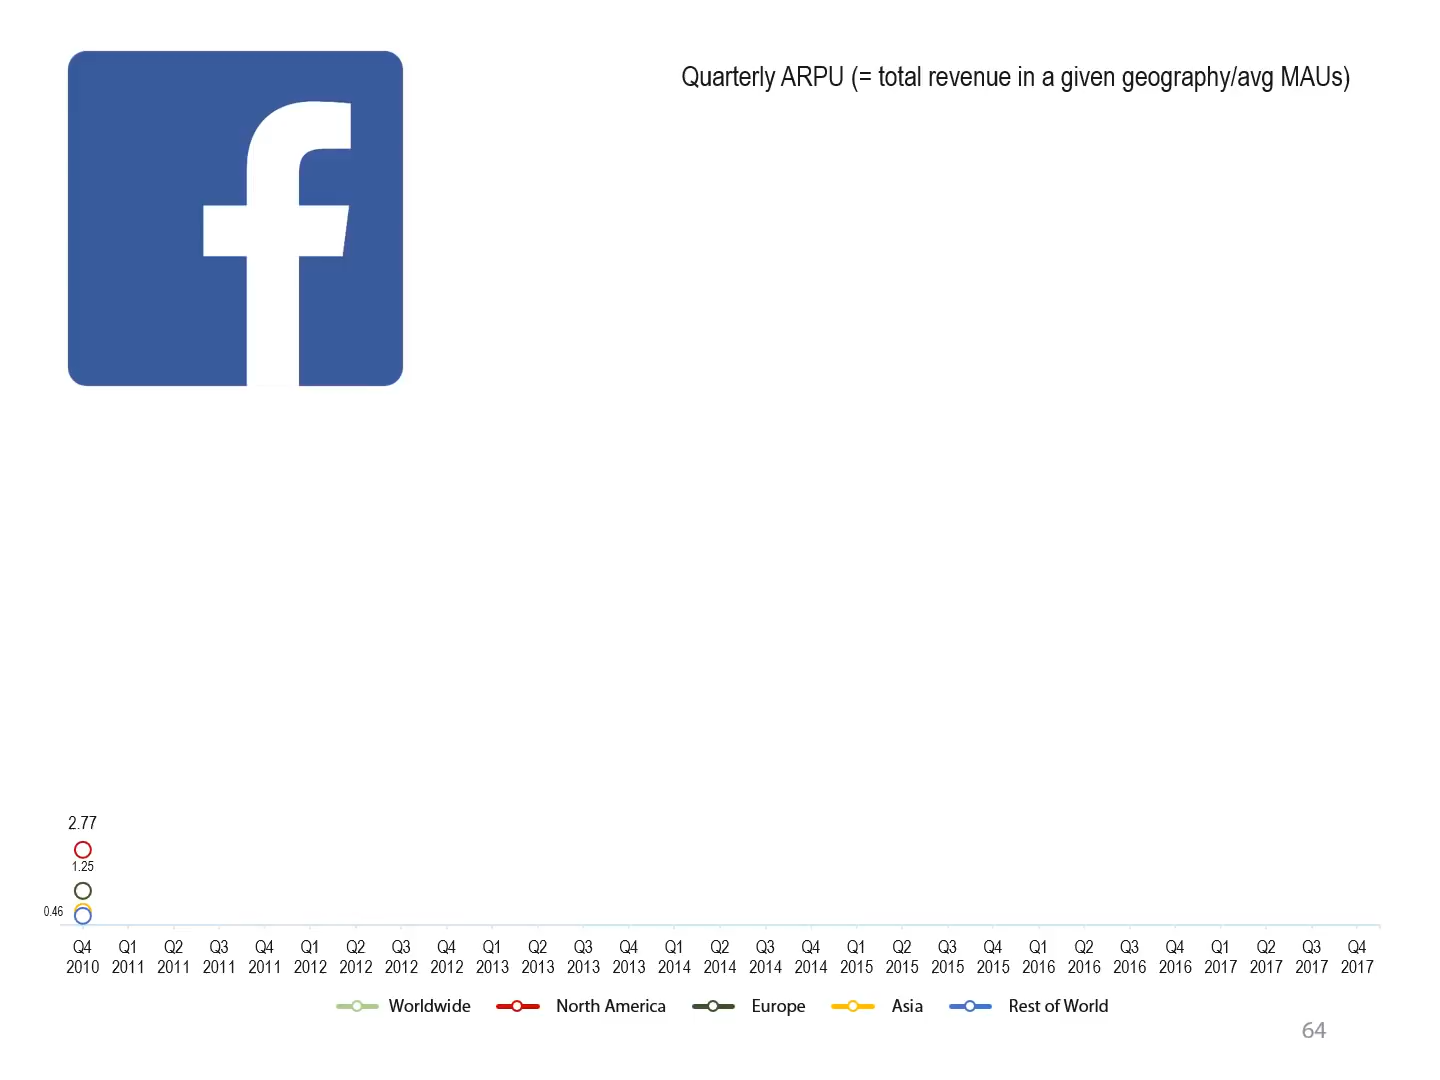 Quarterly ARPU (= total revenue in a given geography/avg MAUs)
2.77
1.25
0.46
Q4 Q1 Q2 Q3 Q4 Q1 Q2 Q3 Q4 Q1 Q2 Q3 Q4 Q1 Q2 Q3 Q4 Q1 Q2 Q3 Q4 Q1 Q2 Q3 Q4 Q1 Q2 Q3 Q4
2010 2011 2011 2011 2011 2012 2012 2012 2012 2013 2013 2013 2013 2014 2014 2014 2014 2015 2015 2015 2015 2016 2016 2016 2016 2017 2017 2017 2017
Worldwide North America Europe Asia Rest of World
64